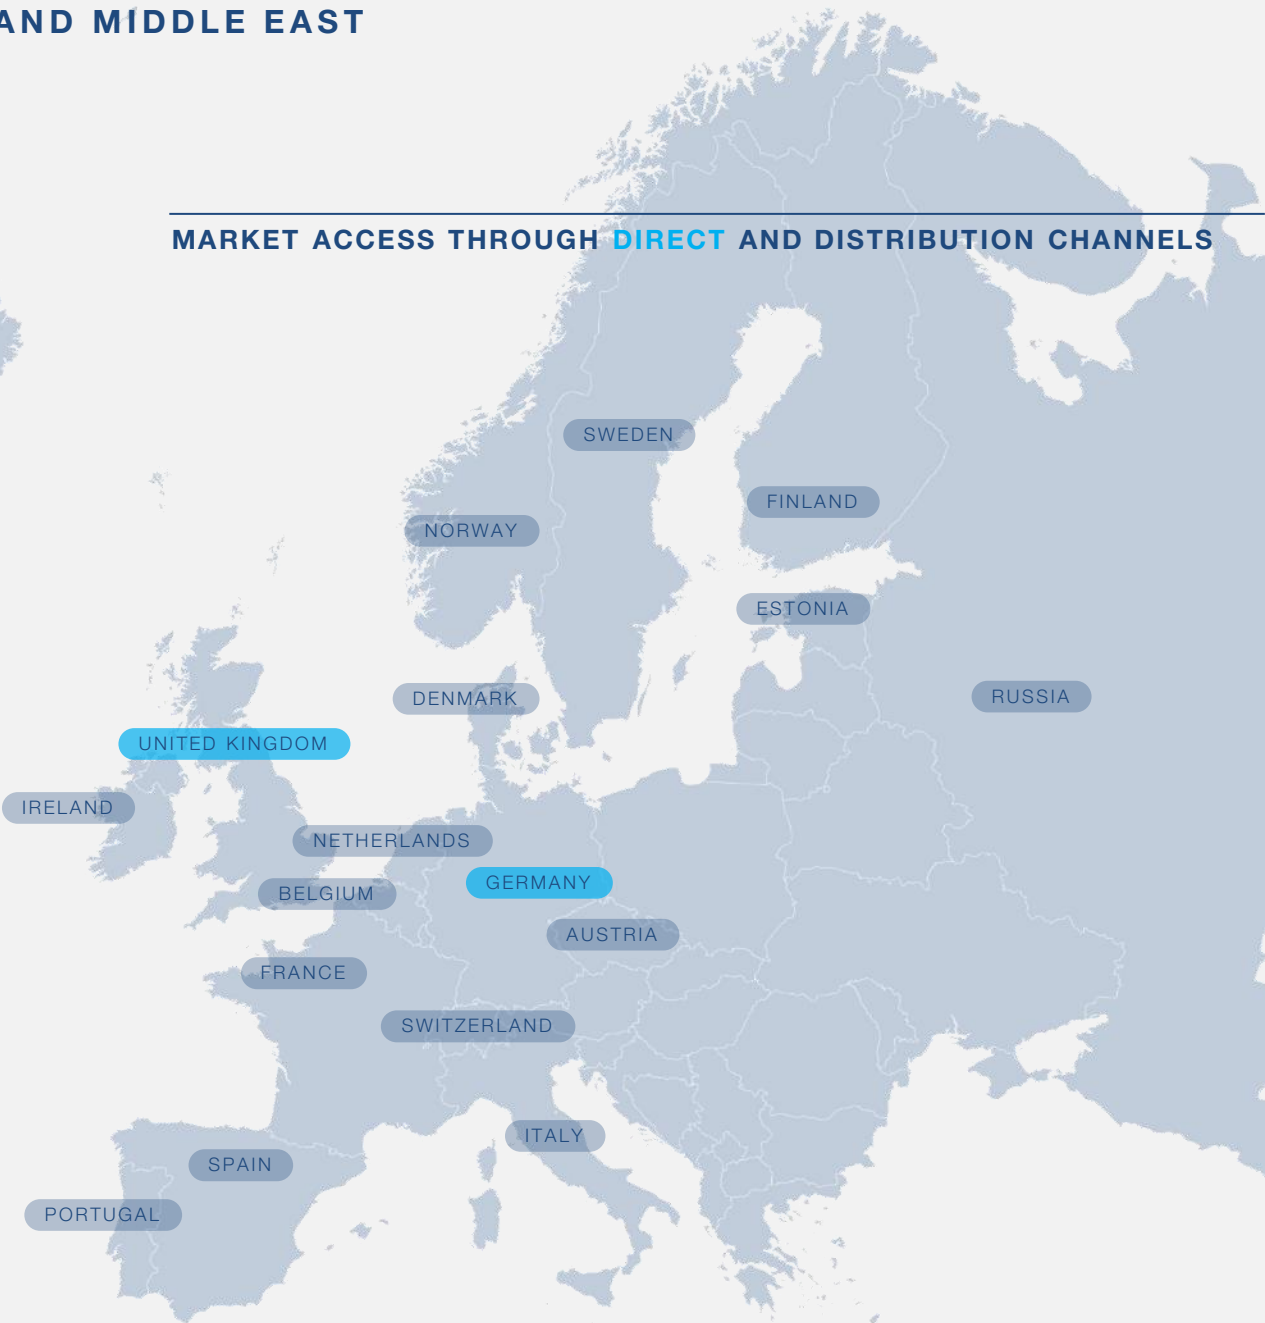 AND MIDDLE EAST
MARKET ACCESS THROUGH DIRECT AND DISTRIBUTION CHANNELS
SWEDEN
FINLAND
NORWAY
ESTONIA
RUSSIA
DENMARK
UNITED KINGDOM
IRELAND
NETHERLANDS
GERMANY
BELGIUM
AUSTRIA
FRANCE
SWITZERLAND
ITALY
SPAIN
PORTUGAL